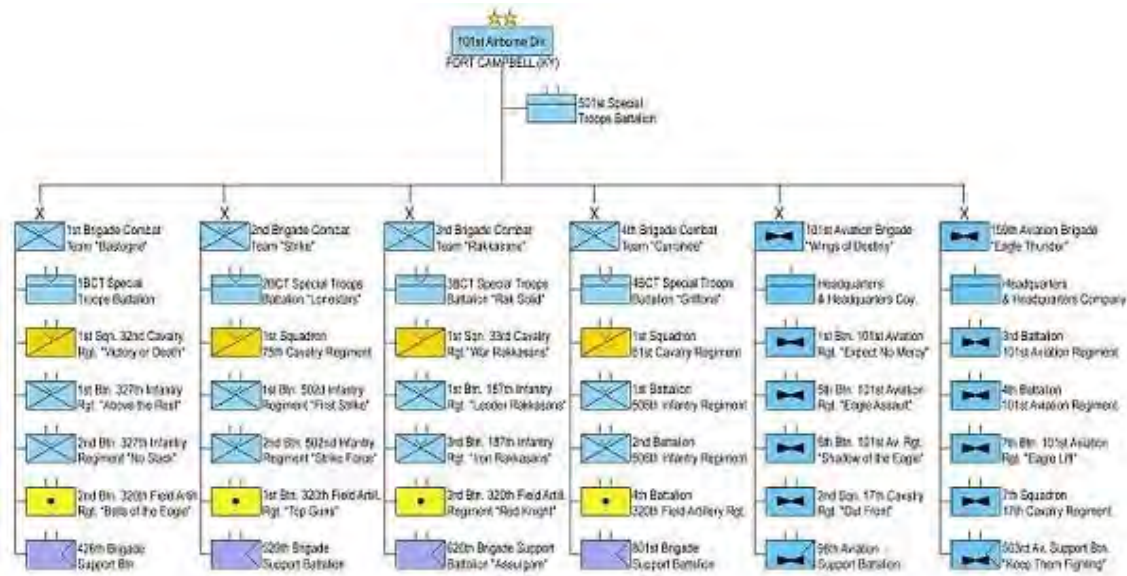 101st Airborne Div.
FORT CAMPBELL (KY)
501st Special
Troops Battalion
1st Brigade Combat
Team "Bastogne"
1BCT Special
Troops Battalion
1st Sqn. 32nd Cavalry
Rgt. "Victory or Death"
1st Btn. 327th Infantry
Rgt. "Above the Rest"
2nd Btn. 327th Infantry
Regiment "No Slack"
2nd Btn. 320th Field Artill.
Rgt. "Balls of the Eagle"
426th Brigade
Support Btn.
2nd Brigade Combat
Team "Strike"
2BCT Special Troops
Battalion "Lonestars"
1st Squadron
75th Cavalry Regiment
1st Btn. 502d Infantry
Regiment "First Strike"
2nd Btn. 502nd Infantry
Regiment "Strike Force"
1st Btn. 320th Field Artill.
Rgt. "Top Guns"
Brigade
Support Battalion
3rd Brigade Combat
Team "Rakkasans"
3BCT Special Troops
Battalion "Rak Solid"
1st Sqn. 33rd Cavalry
Rgt. "War Rakkasans"
1st Btn. 187th Infantry
Rgt. "Leader Rakkasans"
3rd Btn. 187th Infantry
Rgt. "Iron Rakkasans"
3rd Btn. 320th Field Artill.
Regiment "Red Knight"
Brigade Support
Battalion
4th Brigade Combat
Team "Currahee"
4BCT Special Troops
Battalion "Griffons"
1st Squadron
61st Cavalry Regiment
1st Battalion
506th Infantry Regiment
2nd Battalion
506th Infantry Regiment
4th Battalion
320th Field Artillery Rgt.
801st Brigade
Support Battalion
101st Aviation Brigade
"Wings of Destiny"
Headquarters
& Headquarters Coy.
1st Btn. 101st Aviation
Rgt. "Expect No Mercy"
5th Btn. 101st Aviation
Rgt. "Eagle Assault"
6th Btn. 101st Av. Rgt.
"Shadow of the Eagle"
2nd Sqn. 17th Cavalry
Rgt. "Out Front"
Aviation
Support Battalion
159th Aviation Brigade
"Eagle Thunder"
Headquarters
& Headquarters Company
3rd Battalion
101st Aviation Regiment
4th Battalion
101st Aviation Regiment
7th Btn. 101st Aviation
Rgt. "Eagle Lift"
7th Squadron
17th Cavalry Regiment
563rd Av. Support Btn.
"Keep Them Fighting"